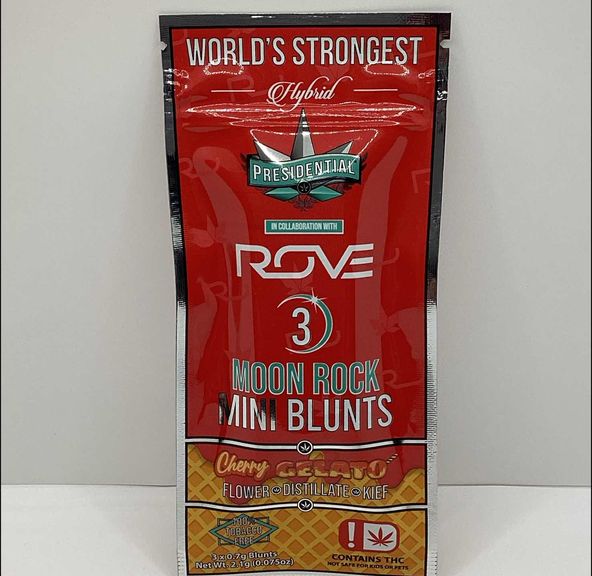 WORLD'S STRONGEST
Hybrid
PRESIDENTIAL
IN COLLABORATION WITH
ROVE
3
MOON ROCK
MINI BLUNTS
Cherry GELATO
FLOWER DISTILLATE KIEF
100%
TOBACCO
FREE
!
3 x 0.7g Blunts
Net Wt. 2.1g (0.075oz)
CONTAINS THC
NOT SAFE FOR KIDS OR PETS